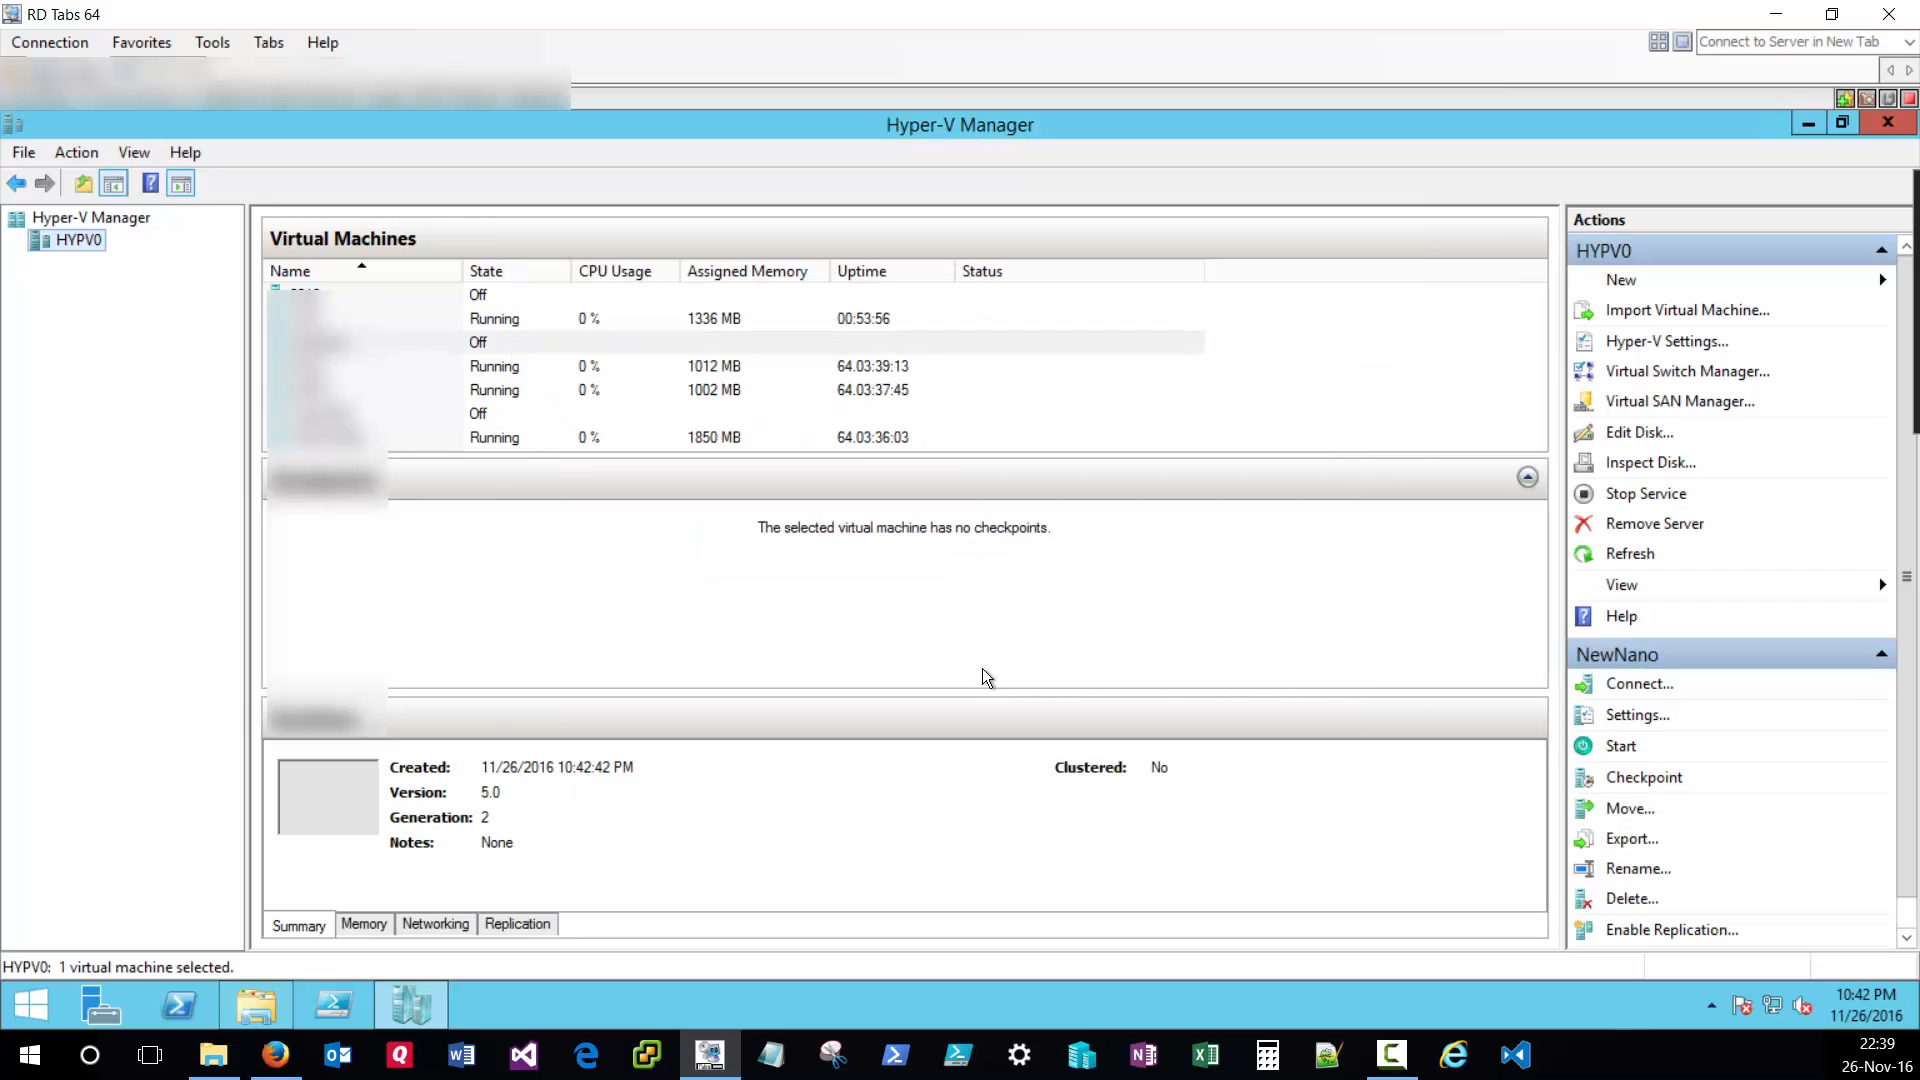 RD Tabs 64
Connection Favorites Tools Tabs Help
Connect to Server in New Tab
Hyper-V Manager
File Action View Help
Hyper-V Manager
HYPV0
Virtual Machines
Name State CPU Usage Assigned Memory Uptime Status
Off
Running 0 % 1336 MB 00:53:56
Off
Running 0 % 1012 MB 64.03:39:13
Running 0 % 1002 MB 64.03:37:45
Off
Running 0 % 1850 MB 64.03:36:03
The selected virtual machine has no checkpoints.
Created: 11/26/2016 10:42:42 PM Clustered: No
Version: 5.0
Generation: 2
Notes: None
Summary Memory Networking Replication
Actions
HYPV0
New
Import Virtual Machine...
Hyper-V Settings...
Virtual Switch Manager...
Virtual SAN Manager...
Edit Disk...
Inspect Disk...
Stop Service
Remove Server
Refresh
View
Help
NewNano
Connect...
Settings...
Start
Checkpoint
Move...
Export...
Rename...
Delete...
Enable Replication...
HYPV0: 1 virtual machine selected.
10:42 PM
11/26/2016
22:39
26-Nov-16